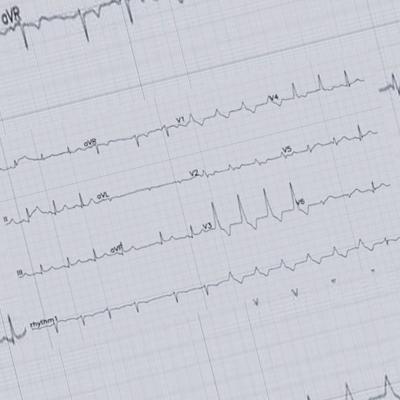 aVR
aVR V1 V4
II aVL V2 V5
III aVF V3 V6
rhythm
V V